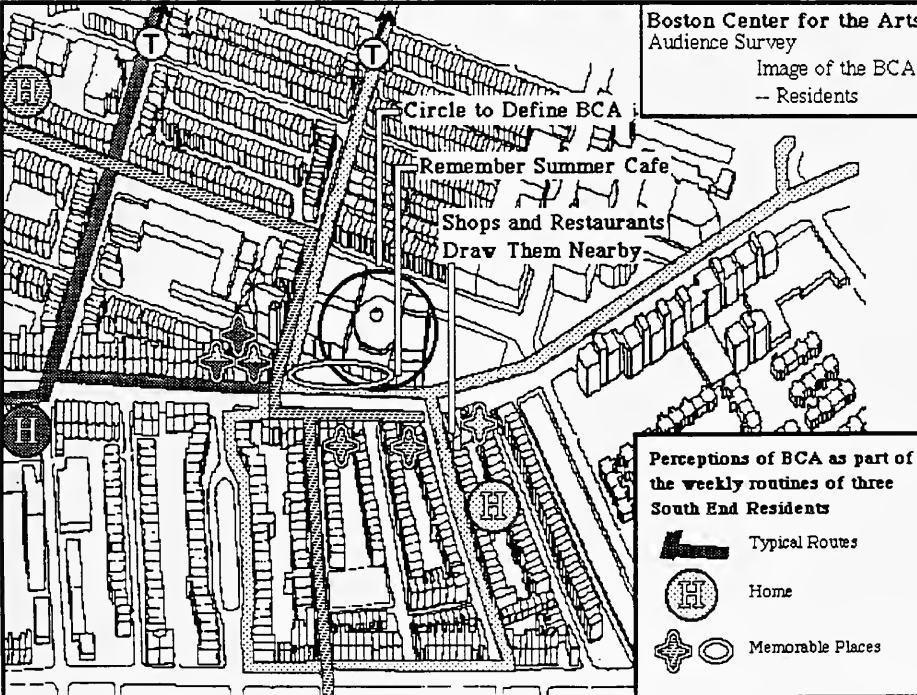 Boston Center for the Arts
Audience Survey
Image of the BCA
-- Residents
T
T
H
Circle to Define BCA
Remember Summer Cafe
Shops and Restaurants
Draw Them Nearby
H
H
Perceptions of BCA as part of
the weekly routines of three
South End Residents
Typical Routes
H
Home
Memorable Places